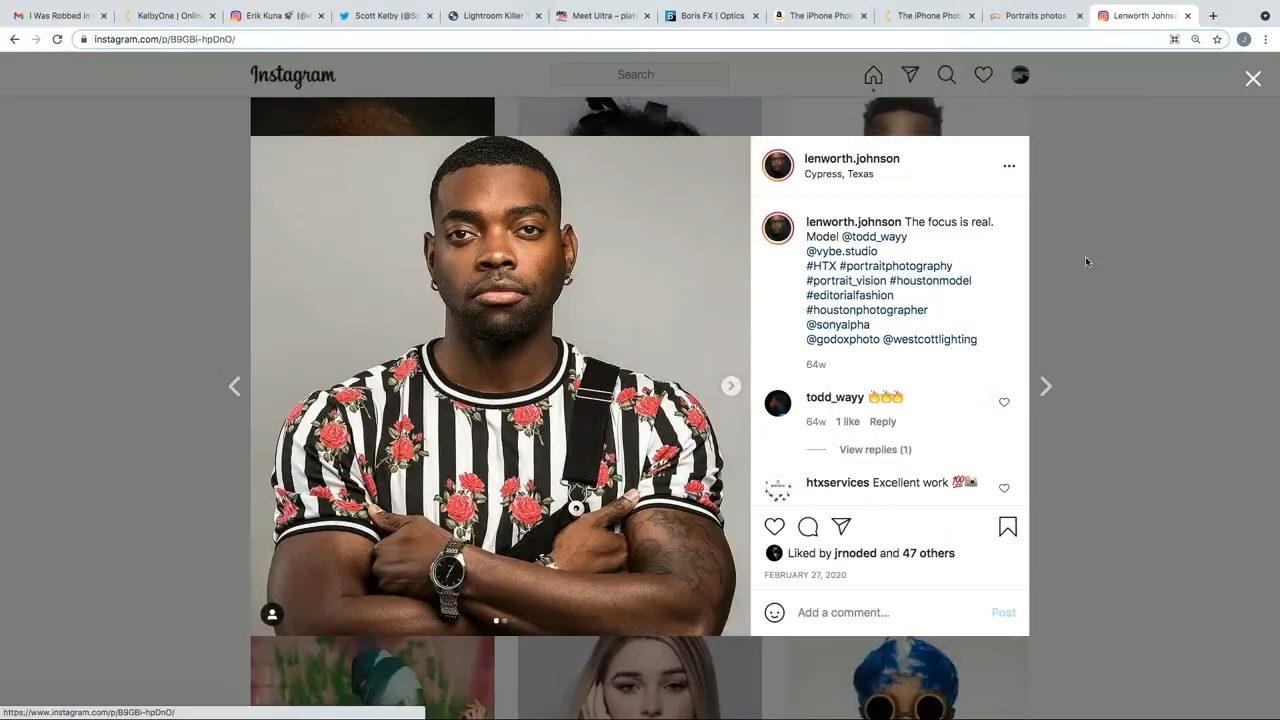 I Was Robbed in
KelbyOne | Online
Erik Kuna
Scott Kelby (@S
Lightroom Killer T
Meet Ultra – plat
Boris FX | Optics
The iPhone Phot
The iPhone Phot
Portraits photos
Lenworth Johns
instagram.com/p/B9GBi-hpDnO/
J
Instagram
Search
lenworth.johnson
Cypress, Texas
lenworth.johnson The focus is real.
Model @todd_wayy
@vybe.studio
#HTX #portraitphotography
#portrait_vision #houstonmodel
#editorialfashion
#houstonphotographer
@sonyalpha
@godoxphoto @westcottlighting
64w
todd_wayy 🔥🔥🔥
64w 1 like Reply
View replies (1)
htxservices Excellent work 💯📸
Liked by jrnoded and 47 others
FEBRUARY 27, 2020
Add a comment... Post
https://www.instagram.com/p/B9GBi-hpDnO/